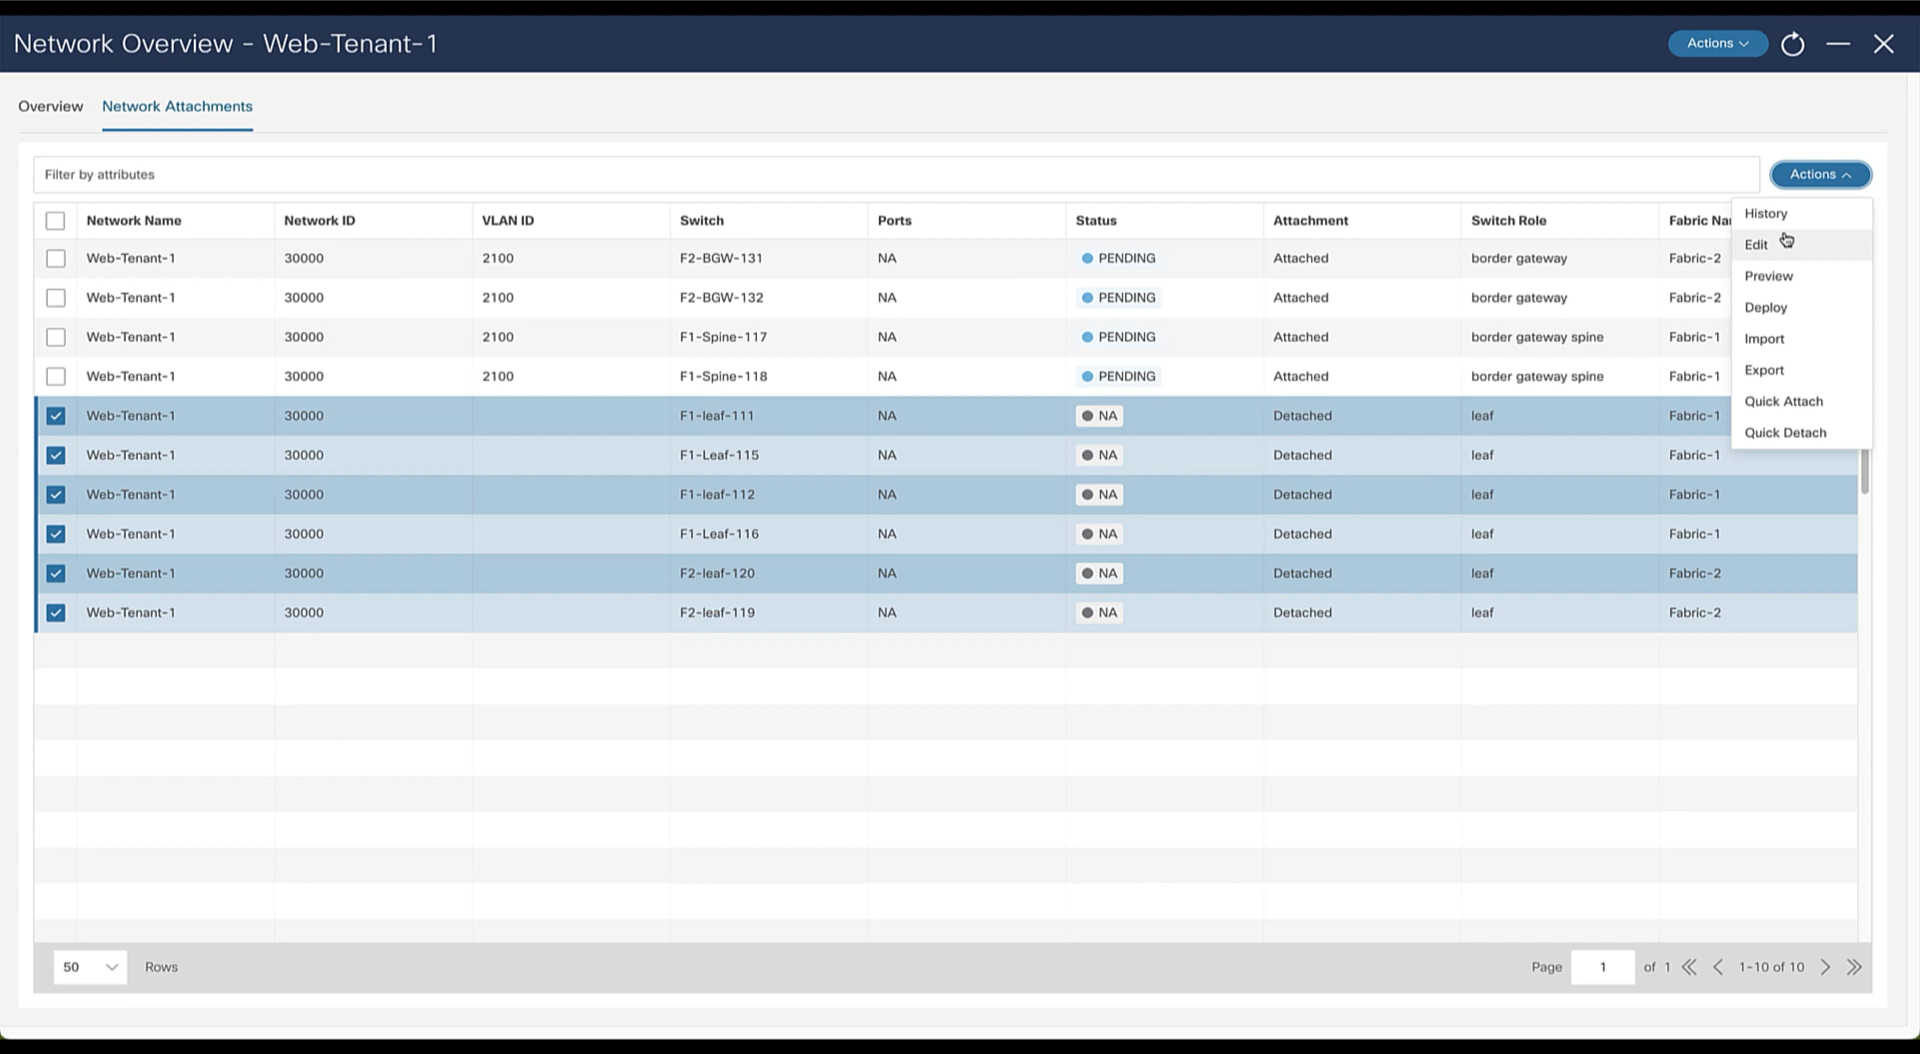 Network Overview - Web-Tenant-1
Actions
Overview Network Attachments
Filter by attributes
Actions
Network Name Network ID VLAN ID Switch Ports Status Attachment Switch Role Fabric Na
Web-Tenant-1 30000 2100 F2-BGW-131 NA PENDING Attached border gateway Fabric-2
Web-Tenant-1 30000 2100 F2-BGW-132 NA PENDING Attached border gateway Fabric-2
Web-Tenant-1 30000 2100 F1-Spine-117 NA PENDING Attached border gateway spine Fabric-1
Web-Tenant-1 30000 2100 F1-Spine-118 NA PENDING Attached border gateway spine Fabric-1
Web-Tenant-1 30000 F1-leaf-111 NA NA Detached leaf Fabric-1
Web-Tenant-1 30000 F1-Leaf-115 NA NA Detached leaf Fabric-1
Web-Tenant-1 30000 F1-leaf-112 NA NA Detached leaf Fabric-1
Web-Tenant-1 30000 F1-Leaf-116 NA NA Detached leaf Fabric-1
Web-Tenant-1 30000 F2-leaf-120 NA NA Detached leaf Fabric-2
Web-Tenant-1 30000 F2-leaf-119 NA NA Detached leaf Fabric-2
History
Edit
Preview
Deploy
Import
Export
Quick Attach
Quick Detach
50 Rows
Page 1 of 1 1-10 of 10